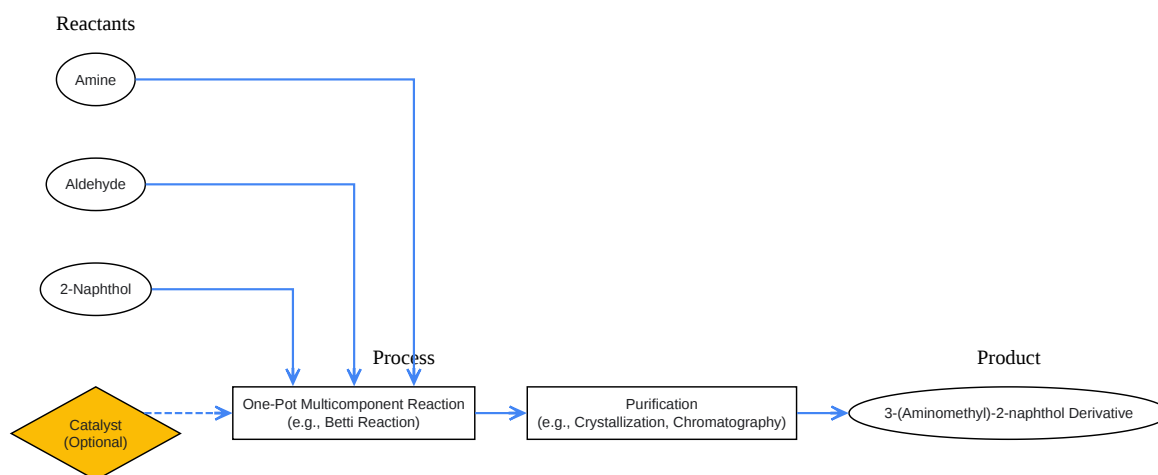 Reactants
Amine
Aldehyde
2-Naphthol
Process
Product
Catalyst
(Optional)
One-Pot Multicomponent Reaction
(e.g., Betti Reaction)
Purification
(e.g., Crystallization, Chromatography)
3-(Aminomethyl)-2-naphthol Derivative